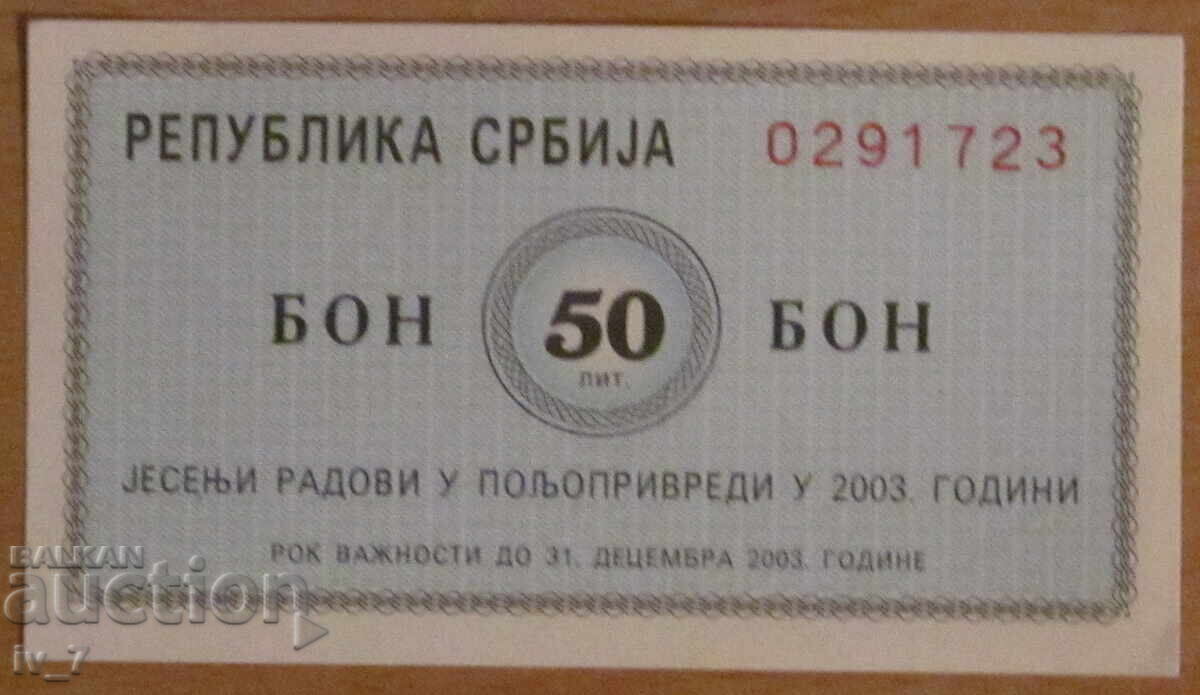 РЕПУБЛИКА СРБИЈА 0291723
БОН 50 БОН
ЛИТ.
ЈЕСЕЊИ РАДОВИ У ПОЉОПРИВРЕДИ У 2003. ГОДИНИ
РОК ВАЖНОСТИ ДО 31. ДЕЦЕМБРА 2003. ГОДИНЕ
BALKAN
auction
iv_7